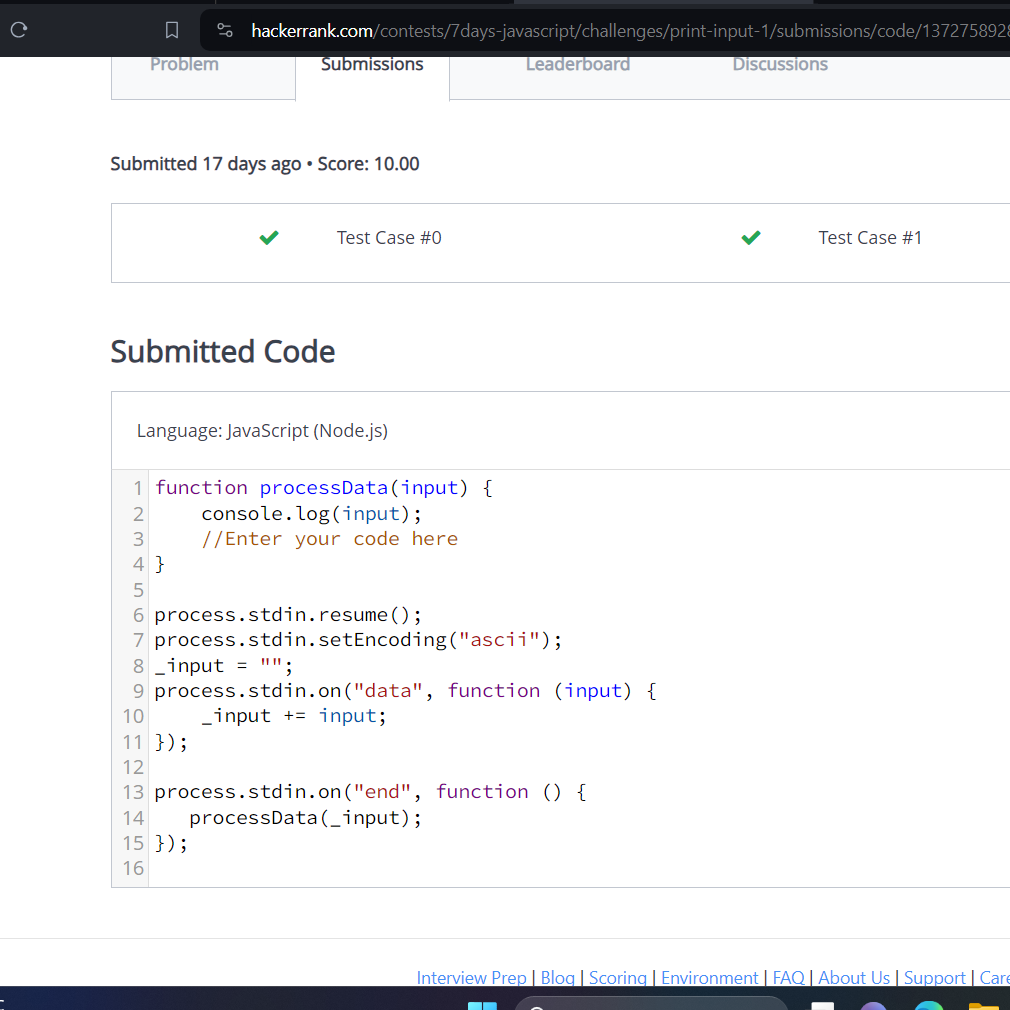 hackerrank.com/contests/7days-javascript/challenges/print-input-1/submissions/code/137275892
Problem Submissions Leaderboard Discussions
Submitted 17 days ago • Score: 10.00
Test Case #0 Test Case #1
Submitted Code
Language: JavaScript (Node.js)
1 function processData(input) {
2     console.log(input);
3     //Enter your code here
4 }
5
6 process.stdin.resume();
7 process.stdin.setEncoding("ascii");
8 _input = "";
9 process.stdin.on("data", function (input) {
10     _input += input;
11 });
12
13 process.stdin.on("end", function () {
14    processData(_input);
15 });
16
Interview Prep | Blog | Scoring | Environment | FAQ | About Us | Support |